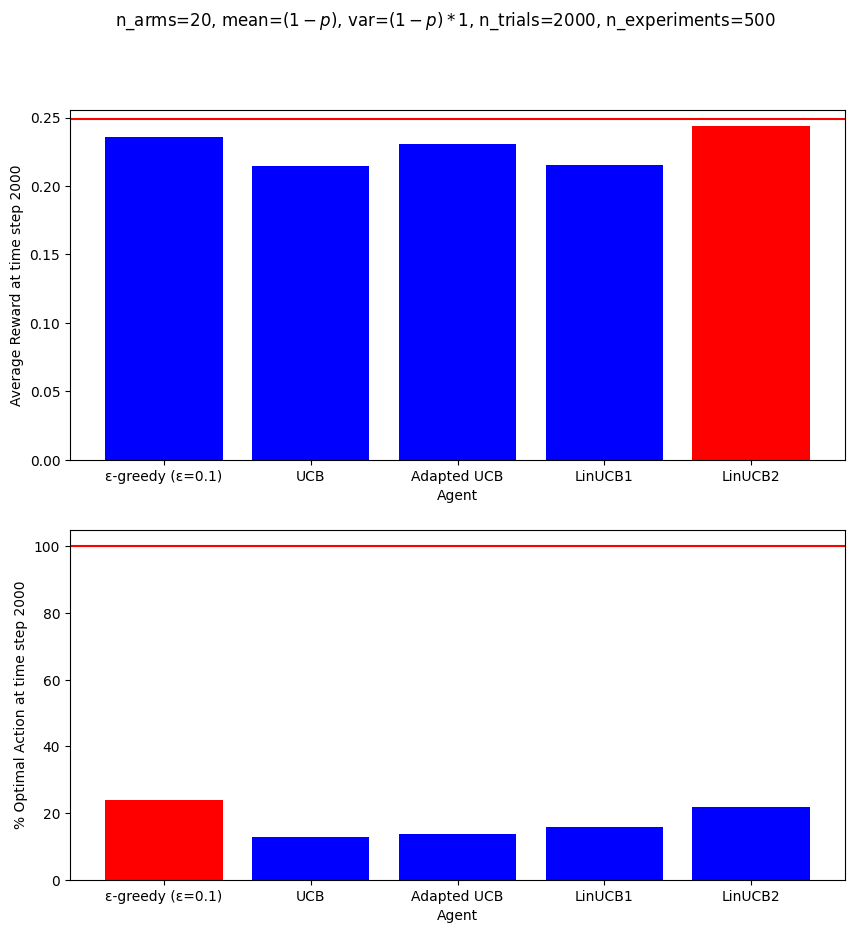 n_arms=20, mean=(1 − p), var=(1 − p) * 1, n_trials=2000, n_experiments=500
Average Reward at time step 2000
0.25
0.20
0.15
0.10
0.05
0.00
ε-greedy (ε=0.1) UCB Adapted UCB LinUCB1 LinUCB2
Agent
% Optimal Action at time step 2000
100
80
60
40
20
0
ε-greedy (ε=0.1) UCB Adapted UCB LinUCB1 LinUCB2
Agent